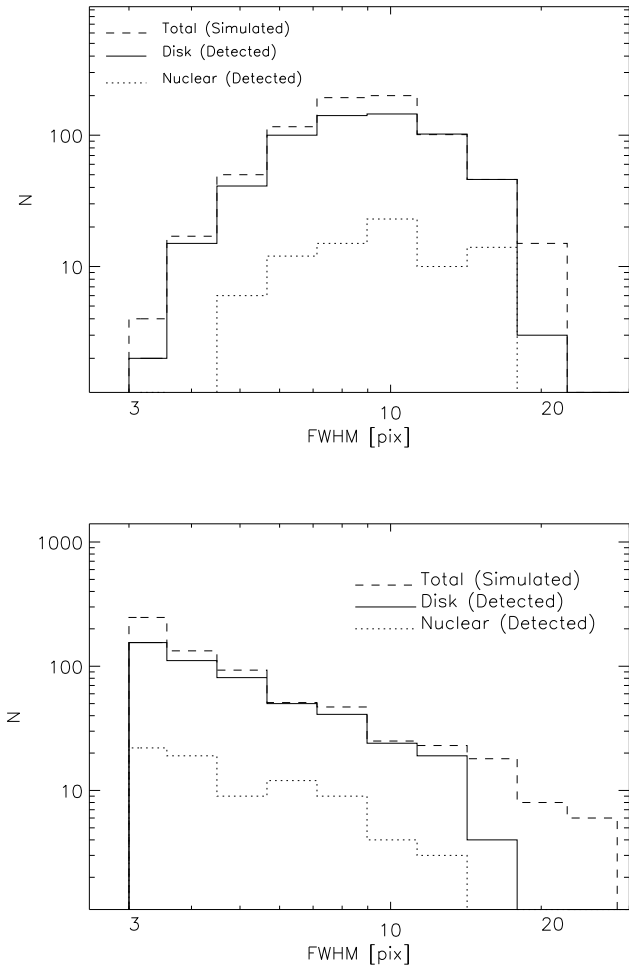 Total (Simulated)
Disk (Detected)
Nuclear (Detected)
100
10
N
3
10
20
FWHM [pix]
1000
100
10
N
Total (Simulated)
Disk (Detected)
Nuclear (Detected)
3
10
20
FWHM [pix]